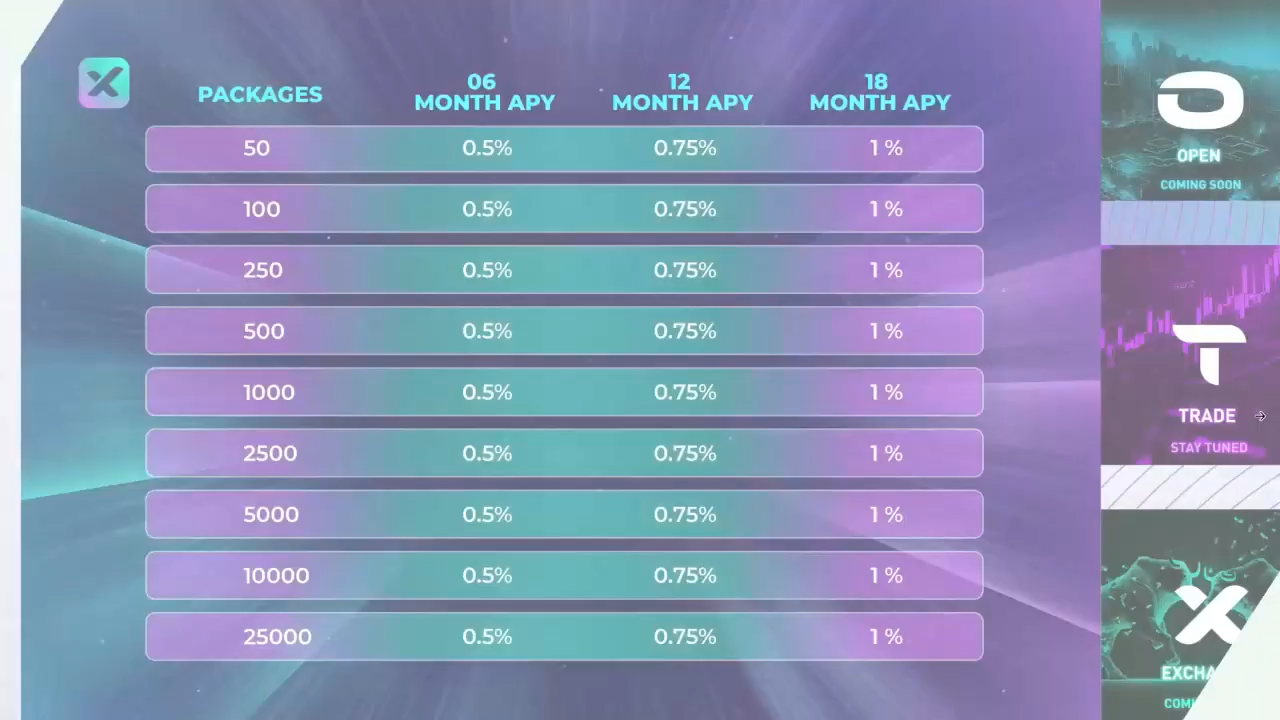 PACKAGES
06
MONTH APY
12
MONTH APY
18
MONTH APY
50 0.5% 0.75% 1 %
100 0.5% 0.75% 1 %
250 0.5% 0.75% 1 %
500 0.5% 0.75% 1 %
1000 0.5% 0.75% 1 %
2500 0.5% 0.75% 1 %
5000 0.5% 0.75% 1 %
10000 0.5% 0.75% 1 %
25000 0.5% 0.75% 1 %
OPEN
COMING SOON
TRADE
STAY TUNED